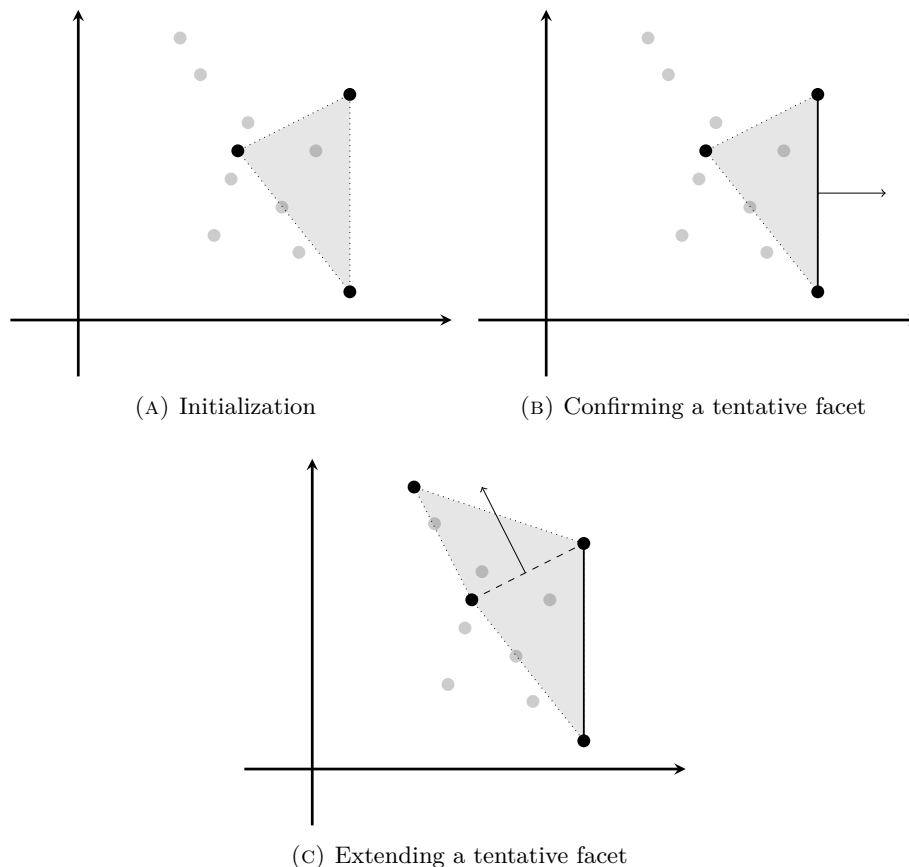 (A) Initialization
(B) Confirming a tentative facet
(C) Extending a tentative facet